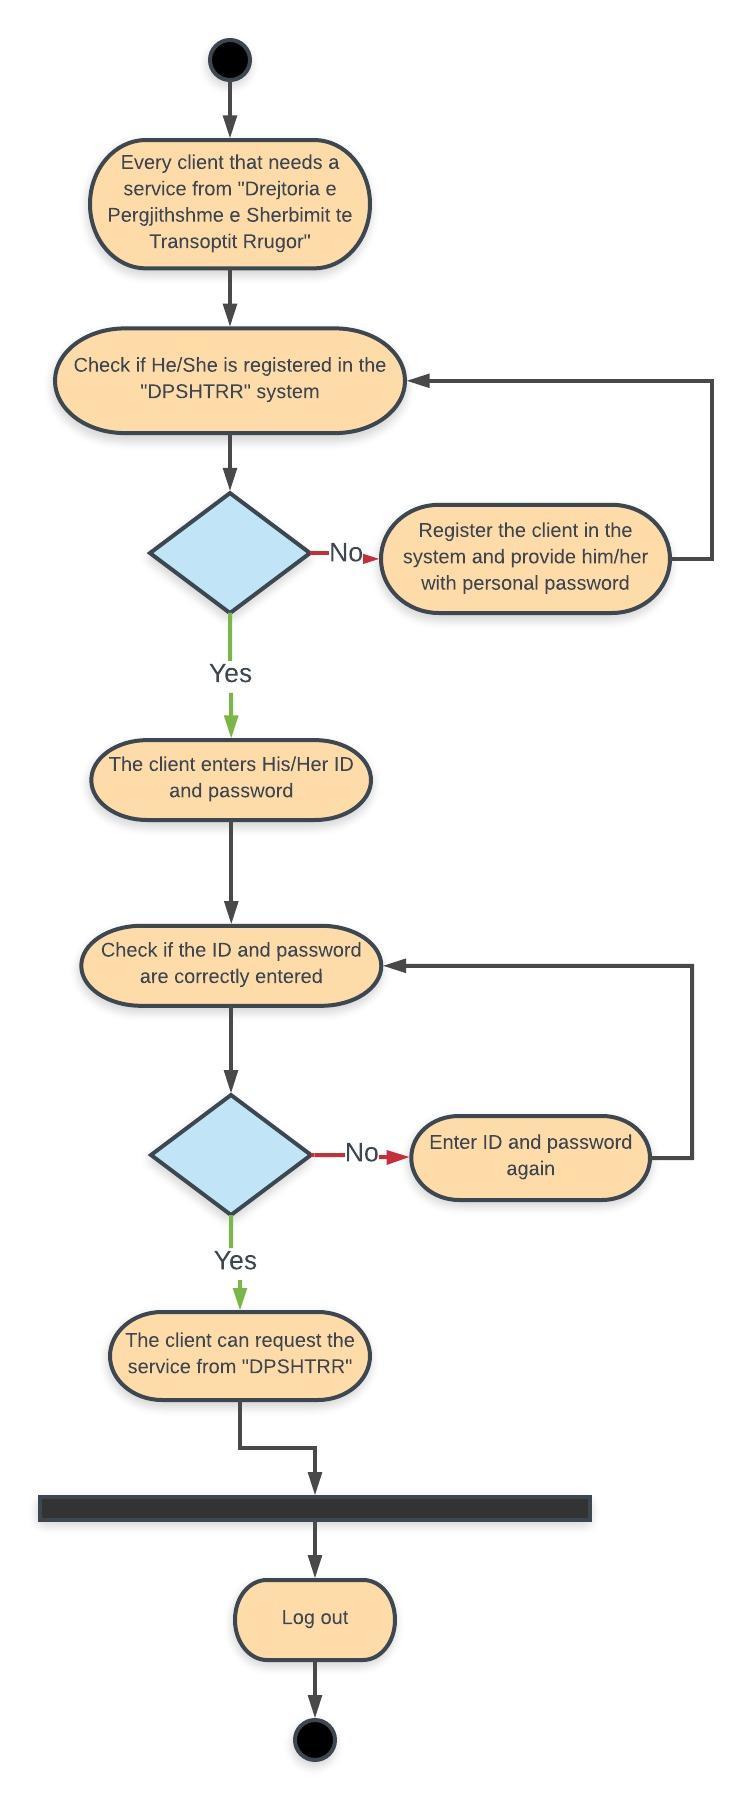 Every client that needs a
service from "Drejtoria e
Pergjithshme e Sherbimit te
Transoptit Rrugor"
Check if He/She is registered in the
"DPSHTRR" system
No
Register the client in the
system and provide him/her
with personal password
Yes
The client enters His/Her ID
and password
Check if the ID and password
are correctly entered
No
Enter ID and password
again
Yes
The client can request the
service from "DPSHTRR"
Log out